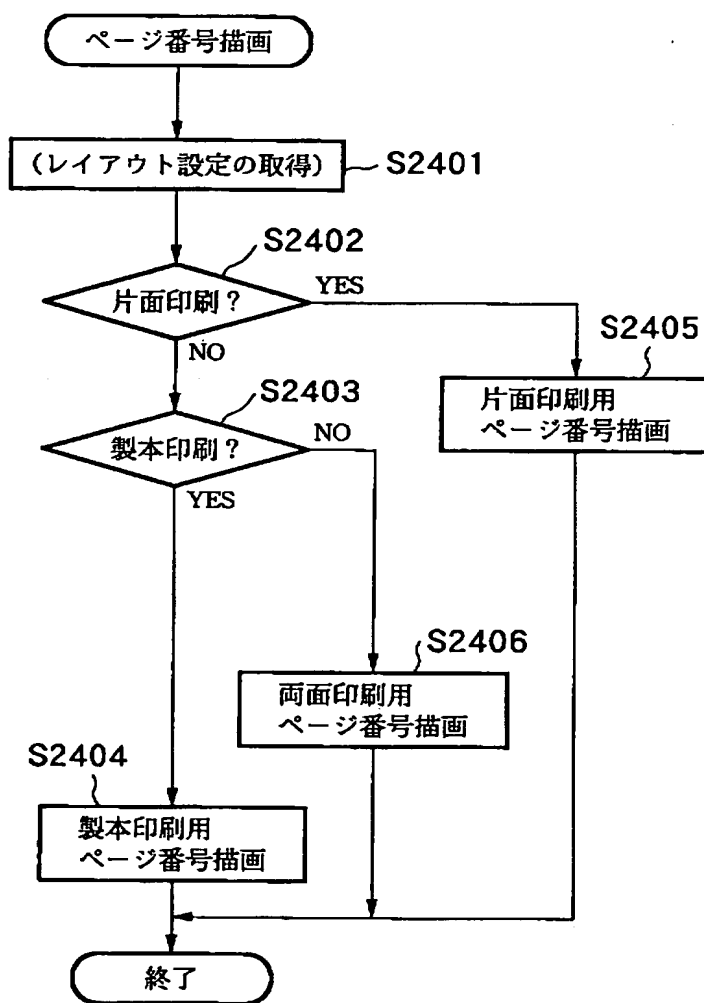 ページ番号描画
(レイアウト設定の取得)
S2401
S2402
片面印刷?
YES
NO
S2405
片面印刷用
ページ番号描画
S2403
製本印刷?
NO
YES
S2406
両面印刷用
ページ番号描画
S2404
製本印刷用
ページ番号描画
終了